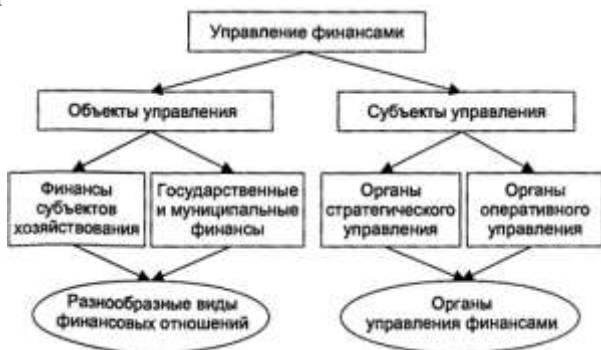 Управление финансами
Объекты управления
Субъекты управления
Финансы
субъектов
хозяйствования
Государственные
и муниципальные
финансы
Органы
стратегического
управления
Органы
оперативного
управления
Разнообразные виды
финансовых отношений
Органы
управления финансами